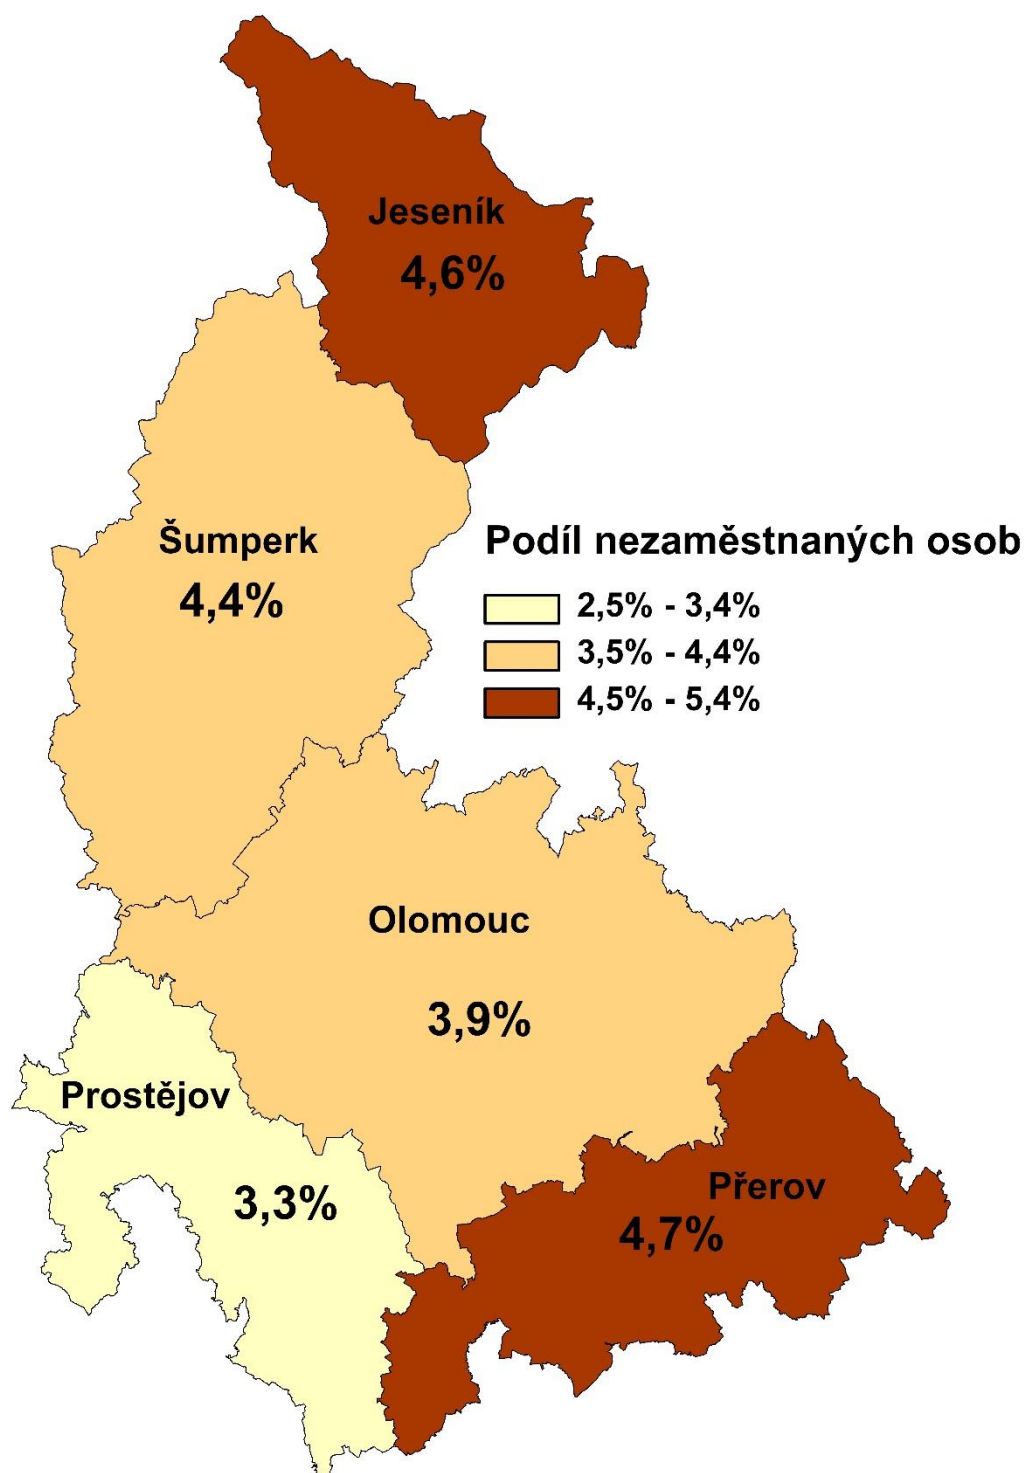 Jeseník
4,6%
Šumperk
4,4%
Podíl nezaměstnaných osob
2,5% - 3,4%
3,5% - 4,4%
4,5% - 5,4%
Olomouc
3,9%
Prostějov
3,3%
Přerov
4,7%